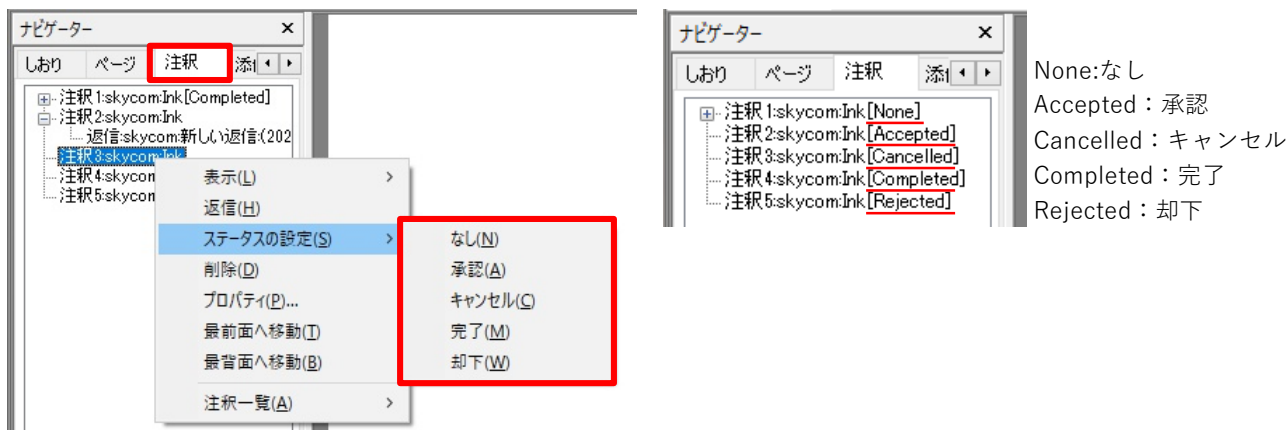 ナビゲーター ×
しおり ページ 注釈 添付
注釈 1:skycom:Ink[Completed]
注釈 2:skycom:Ink
返信:skycom:新しい返信:(202
注釈 3:skycom:Ink
注釈 4:skycom
注釈 5:skycom
表示(L) >
返信(H)
ステータスの設定(S) >
削除(D)
プロパティ(P)...
最前面へ移動(T)
最背面へ移動(B)
注釈一覧(A) >
なし(N)
承認(A)
キャンセル(C)
完了(M)
却下(W)
ナビゲーター ×
しおり ページ 注釈 添付
注釈 1:skycom:Ink[None]
注釈 2:skycom:Ink[Accepted]
注釈 3:skycom:Ink[Cancelled]
注釈 4:skycom:Ink[Completed]
注釈 5:skycom:Ink[Rejected]
None:なし
Accepted：承認
Cancelled：キャンセル
Completed：完了
Rejected：却下